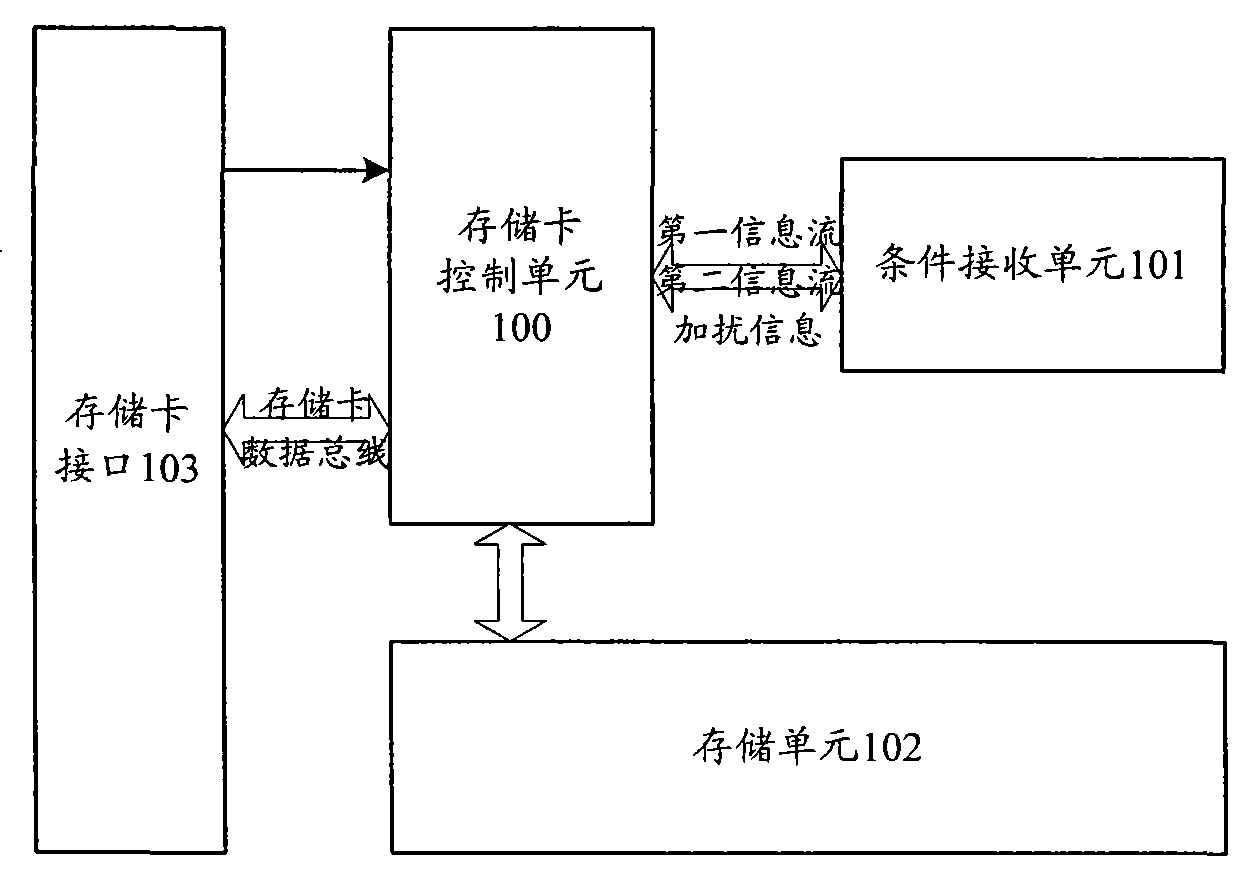 存储卡
控制单元
100
第一信息流
第二信息流
加扰信息
条件接收单元101
存储卡
数据总线
存储卡
接口103
存储单元102